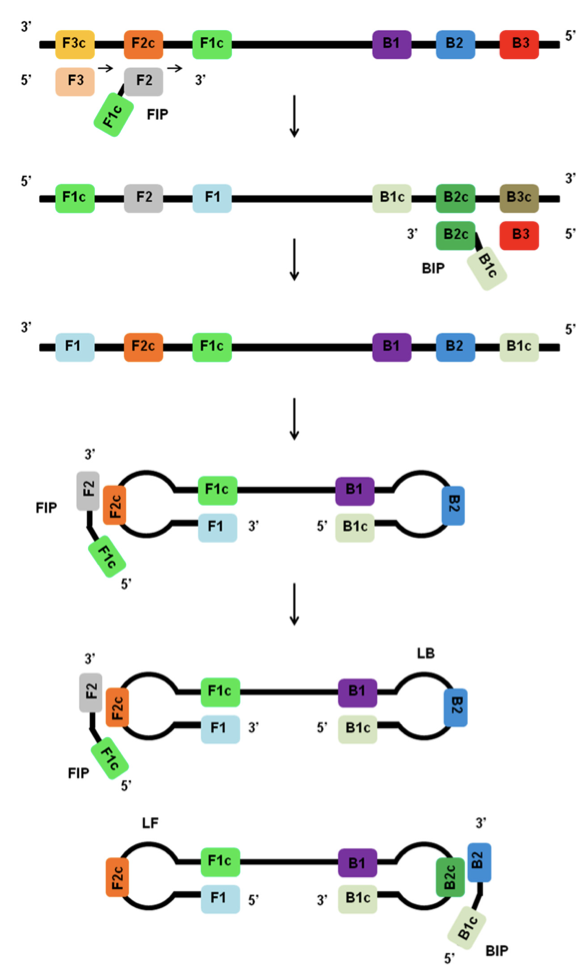 3’
F3c F2c F1c B1 B2 B3 5’
5’ F3 F2 3’
F1c FIP
5’ 3’
F1c F2 F1 B1c B2c B3c
3’ B2c B3 5’
BIP B1c
3’ 5’
F1 F2c F1c B1 B2 B1c
3’
FIP F2 F2c F1c B1 B2
F1 3’ 5’ B1c
F1c
5’
LB
3’
F2 F2c F1c B1 B2
F1 3’ 5’ B1c
FIP F1c
5’
LF 3’
F2c F1c B1 B2c B2
F1 5’ 3’ B1c
B1c
5’ BIP